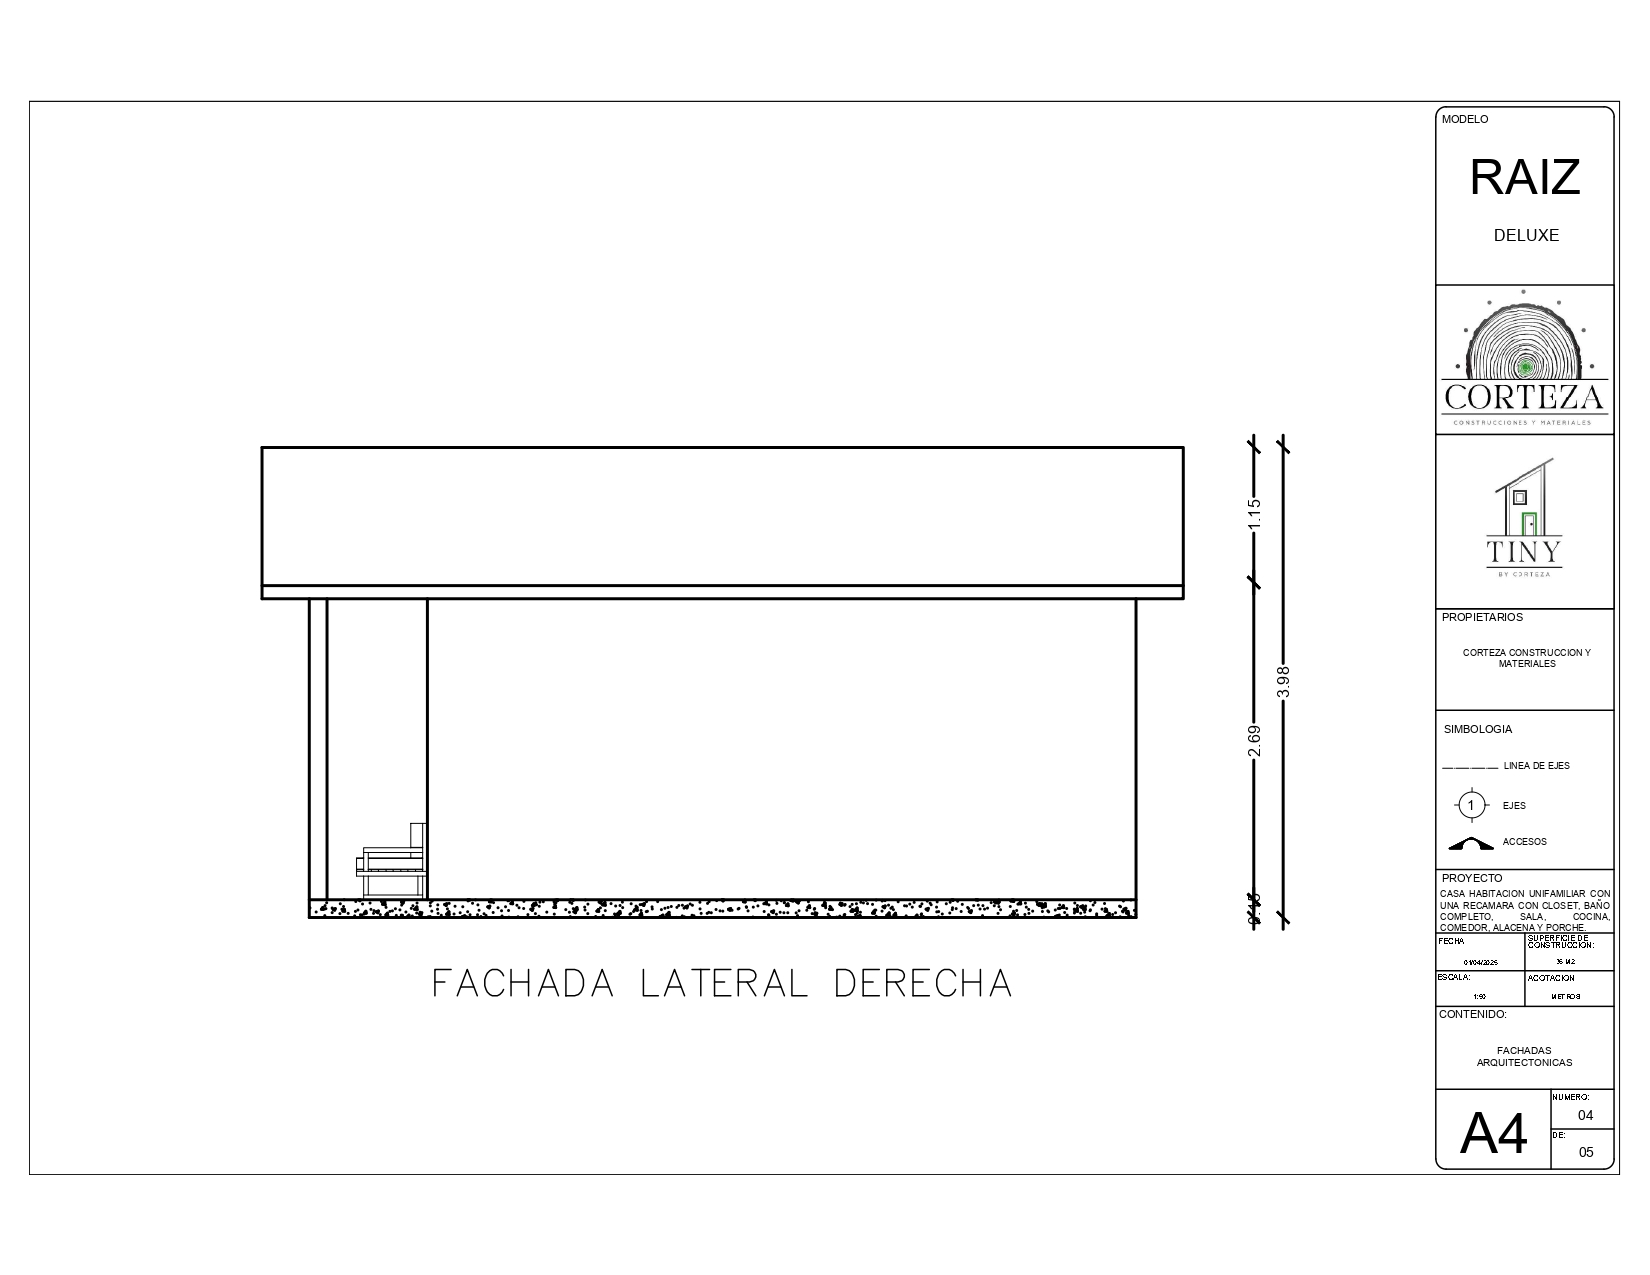 MODELO
RAIZ
DELUXE
CORTEZA
CONSTRUCCIONES Y MATERIALES
TINY
BY CORTEZA
PROPIETARIOS
CORTEZA CONSTRUCCION Y
MATERIALES
SIMBOLOGIA
LINEA DE EJES
1
EJES
ACCESOS
PROYECTO
CASA HABITACION UNIFAMILIAR CON
UNA RECAMARA CON CLOSET, BAÑO
COMPLETO, SALA, COCINA,
COMEDOR, ALACENA Y PORCHE.
FECHA
01/04/2025
SUPERFICIE DE
CONSTRUCCION:
36 M2
ESCALA:
1:50
ACOTACION
METROS
CONTENIDO:
FACHADAS
ARQUITECTONICAS
A4
NUMERO:
04
DE:
05
1.15
2.69
3.98
FACHADA LATERAL DERECHA